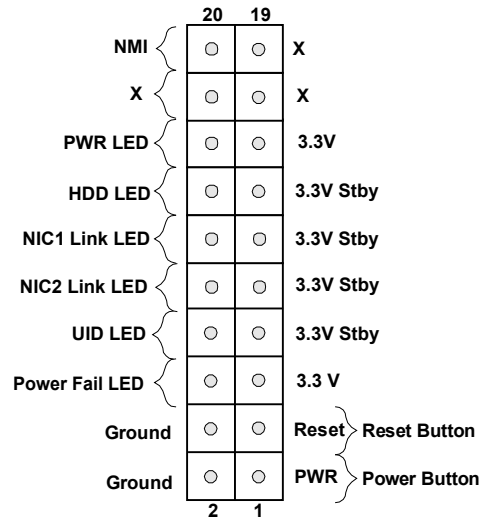 20 19
NMI X
X X
PWR LED 3.3V
HDD LED 3.3V Stby
NIC1 Link LED 3.3V Stby
NIC2 Link LED 3.3V Stby
UID LED 3.3V Stby
Power Fail LED 3.3 V
Ground Reset Reset Button
Ground PWR Power Button
2 1